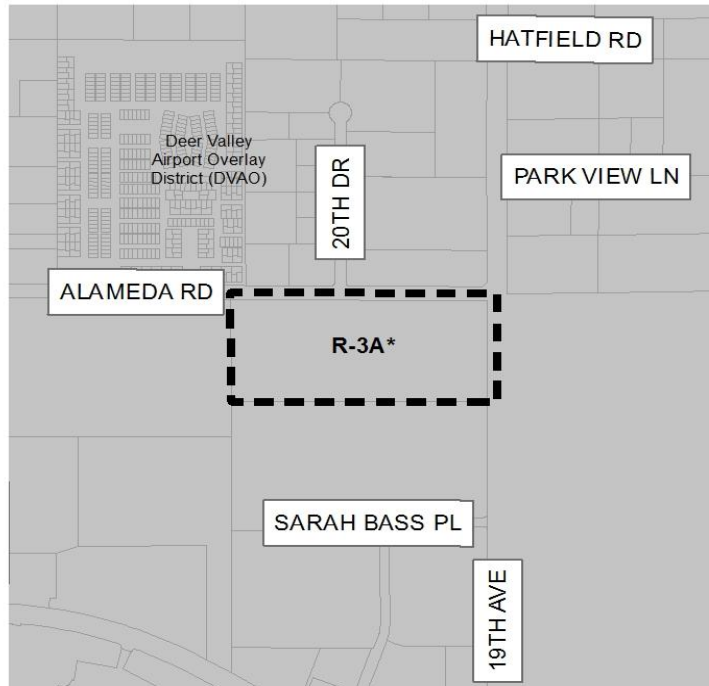 HATFIELD RD
Deer Valley
Airport Overlay
District (DVAO)
20TH DR
PARK VIEW LN
ALAMEDA RD
R-3A*
SARAH BASS PL
19TH AVE